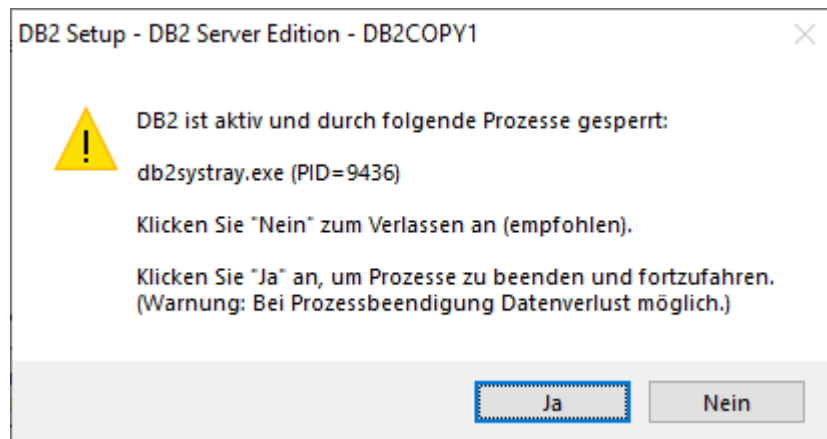 DB2 Setup - DB2 Server Edition - DB2COPY1
DB2 ist aktiv und durch folgende Prozesse gesperrt:
db2systray.exe (PID=9436)
Klicken Sie "Nein" zum Verlassen an (empfohlen).
Klicken Sie "Ja" an, um Prozesse zu beenden und fortzufahren.
(Warnung: Bei Prozessbeendigung Datenverlust möglich.)
Ja
Nein